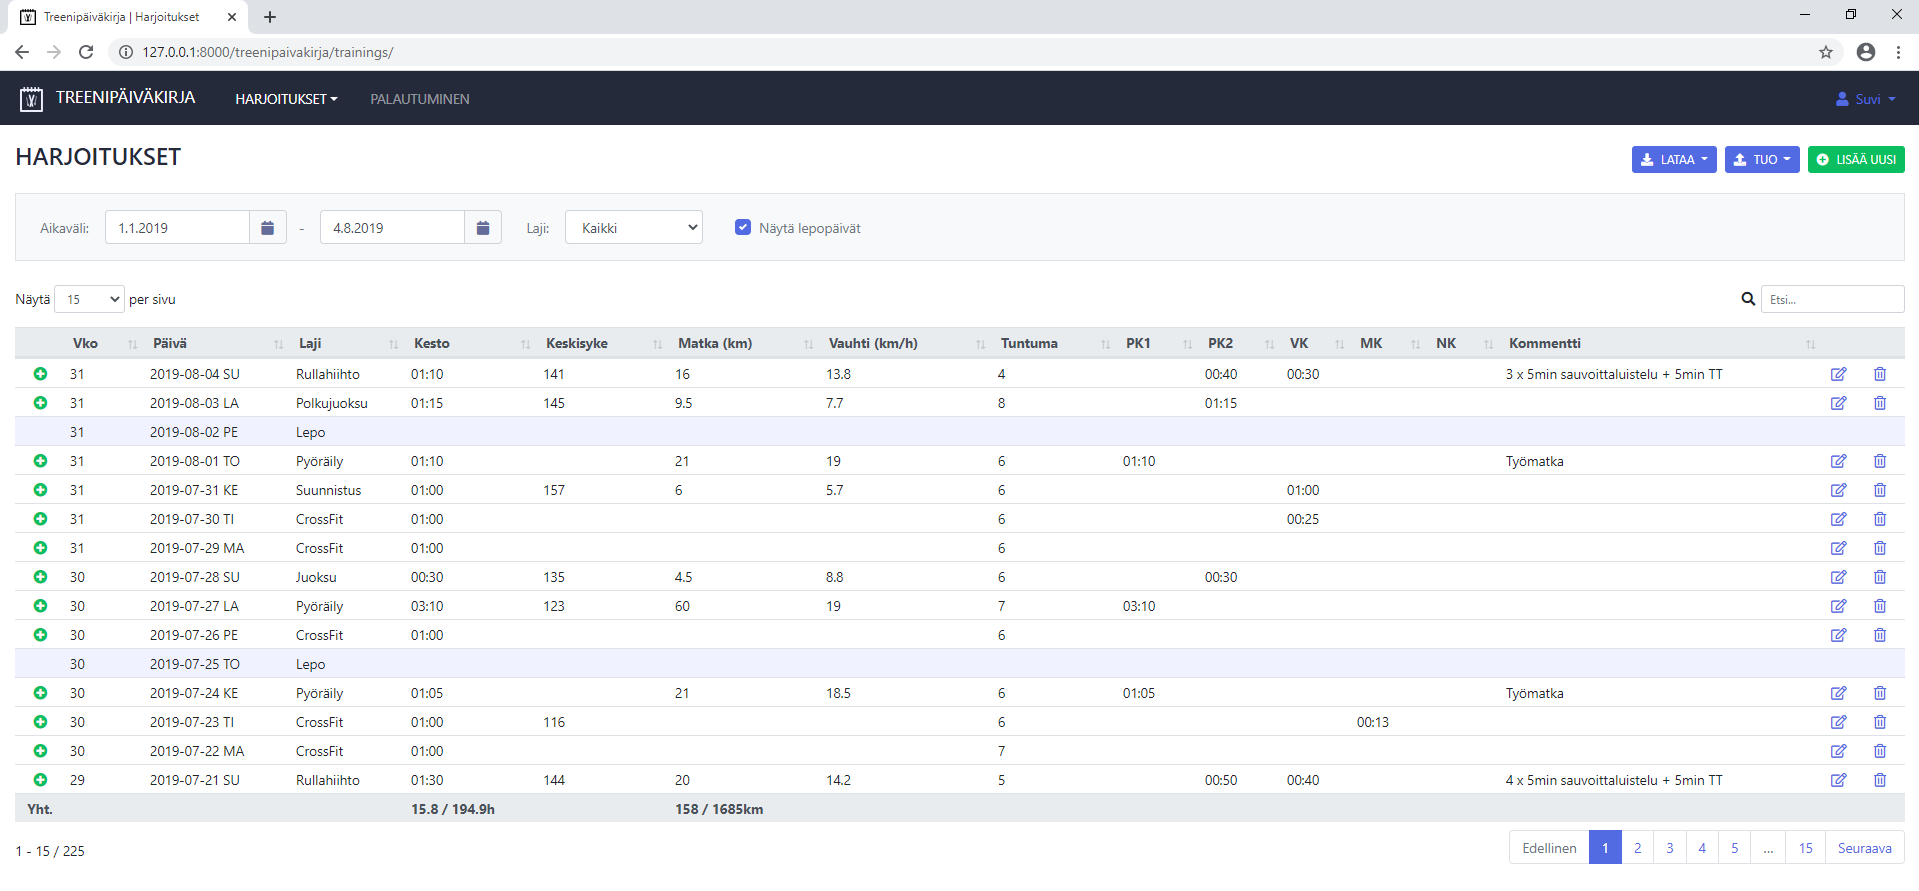 Treenipäiväkirja | Harjoitukset
127.0.0.1:8000/treenipaivakirja/trainings/
TREENIPÄIVÄKIRJA HARJOITUKSET PALAUTUMINEN Suvi
HARJOITUKSET LATAA TUO LISÄÄ UUSI
Aikaväli: 1.1.2019 - 4.8.2019 Laji: Kaikki Näytä lepopäivät
Näytä 15 per sivu Etsi...
Vko Päivä Laji Kesto Keskisyke Matka (km) Vauhti (km/h) Tuntuma PK1 PK2 VK MK NK Kommentti
31 2019-08-04 SU Rullahiihto 01:10 141 16 13.8 4 00:40 00:30 3 x 5min sauvoittaluistelu + 5min TT
31 2019-08-03 LA Polkujuoksu 01:15 145 9.5 7.7 8 01:15
31 2019-08-02 PE Lepo
31 2019-08-01 TO Pyöräily 01:10 21 19 6 01:10 Työmatka
31 2019-07-31 KE Suunnistus 01:00 157 6 5.7 6 01:00
31 2019-07-30 TI CrossFit 01:00 6 00:25
31 2019-07-29 MA CrossFit 01:00 6
30 2019-07-28 SU Juoksu 00:30 135 4.5 8.8 6 00:30
30 2019-07-27 LA Pyöräily 03:10 123 60 19 7 03:10
30 2019-07-26 PE CrossFit 01:00 6
30 2019-07-25 TO Lepo
30 2019-07-24 KE Pyöräily 01:05 21 18.5 6 01:05 Työmatka
30 2019-07-23 TI CrossFit 01:00 116 6 00:13
30 2019-07-22 MA CrossFit 01:00 7
29 2019-07-21 SU Rullahiihto 01:30 144 20 14.2 5 00:50 00:40 4 x 5min sauvoittaluistelu + 5min TT
Yht. 15.8 / 194.9h 158 / 1685km
1 - 15 / 225 Edellinen 1 2 3 4 5 ... 15 Seuraava